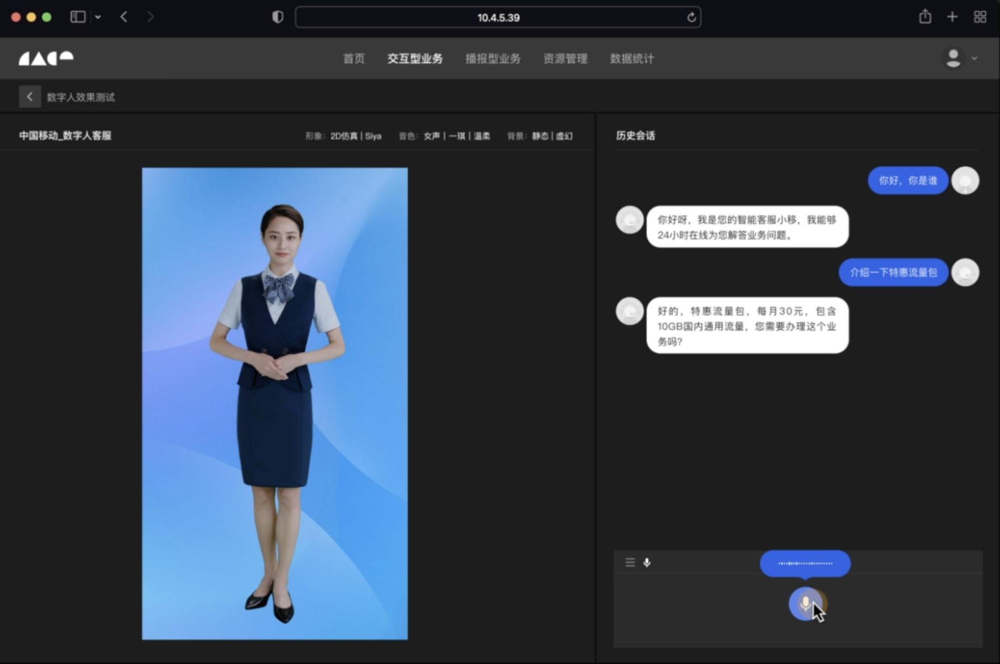 10.4.5.39
首页 交互型业务 播报型业务 资源管理 数据统计
数字人效果测试
中国移动_数字人客服
形象：2D仿真 | Siya 音色：女声 | 一琪 | 温柔 背景：静态 | 虚幻
历史会话
你好，你是谁
你好呀，我是您的智能客服小移，我能够
24小时在线为您解答业务问题。
介绍一下特惠流量包
好的，特惠流量包，每月30元，包含
10GB国内通用流量，您需要办理这个业
务吗？